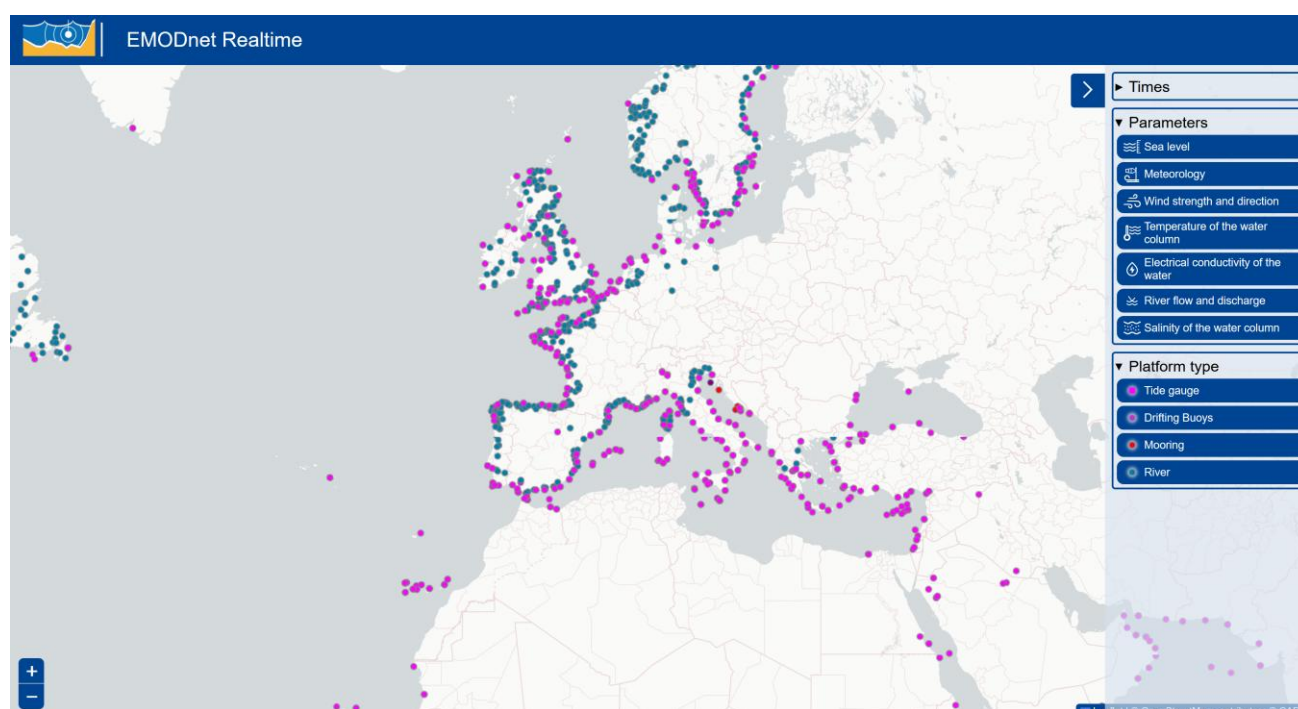 EMODnet Realtime
▸ Times
▾ Parameters
Sea level
Meteorology
Wind strength and direction
Temperature of the water
column
Electrical conductivity of the
water
River flow and discharge
Salinity of the water column
▾ Platform type
Tide gauge
Drifting Buoys
Mooring
River
+
−